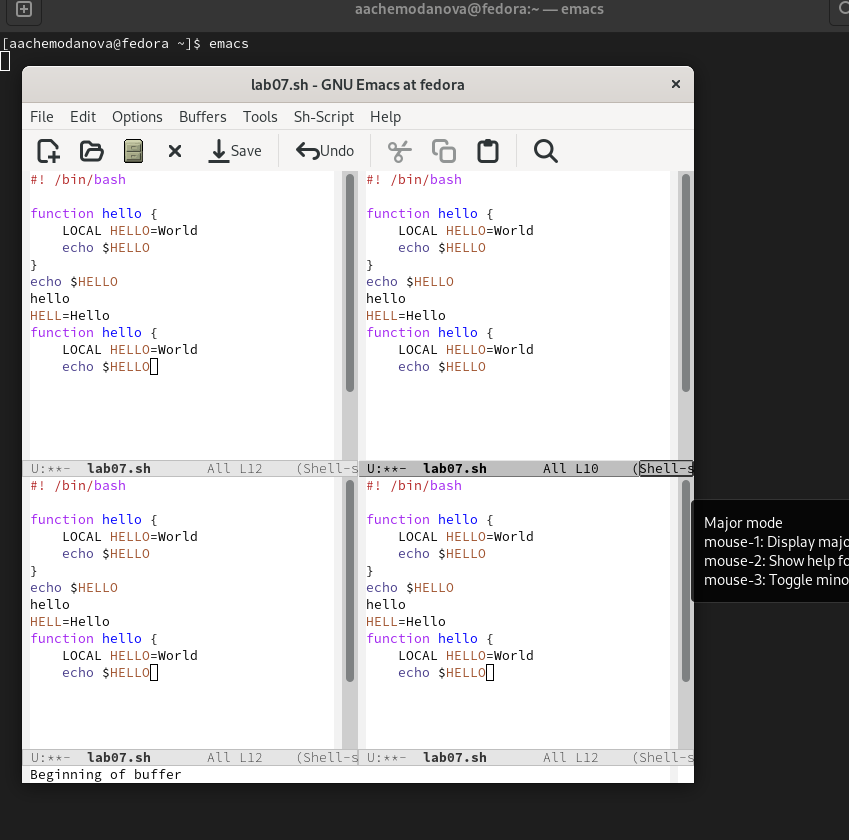 aachemodanova@fedora:~ — emacs
[aachemodanova@fedora ~]$ emacs
lab07.sh - GNU Emacs at fedora
File Edit Options Buffers Tools Sh-Script Help
Save Undo
#! /bin/bash
function hello {
    LOCAL HELLO=World
    echo $HELLO
}
echo $HELLO
hello
HELL=Hello
function hello {
    LOCAL HELLO=World
    echo $HELLO
U:**-  lab07.sh       All L12    (Shell-s
#! /bin/bash
function hello {
    LOCAL HELLO=World
    echo $HELLO
}
echo $HELLO
hello
HELL=Hello
function hello {
    LOCAL HELLO=World
    echo $HELLO
U:**-  lab07.sh       All L10    (Shell-s
#! /bin/bash
function hello {
    LOCAL HELLO=World
    echo $HELLO
}
echo $HELLO
hello
HELL=Hello
function hello {
    LOCAL HELLO=World
    echo $HELLO
U:**-  lab07.sh       All L12    (Shell-s
#! /bin/bash
function hello {
    LOCAL HELLO=World
    echo $HELLO
}
echo $HELLO
hello
HELL=Hello
function hello {
    LOCAL HELLO=World
    echo $HELLO
U:**-  lab07.sh       All L12    (Shell-s
Major mode
mouse-1: Display majo
mouse-2: Show help fo
mouse-3: Toggle mino
Beginning of buffer